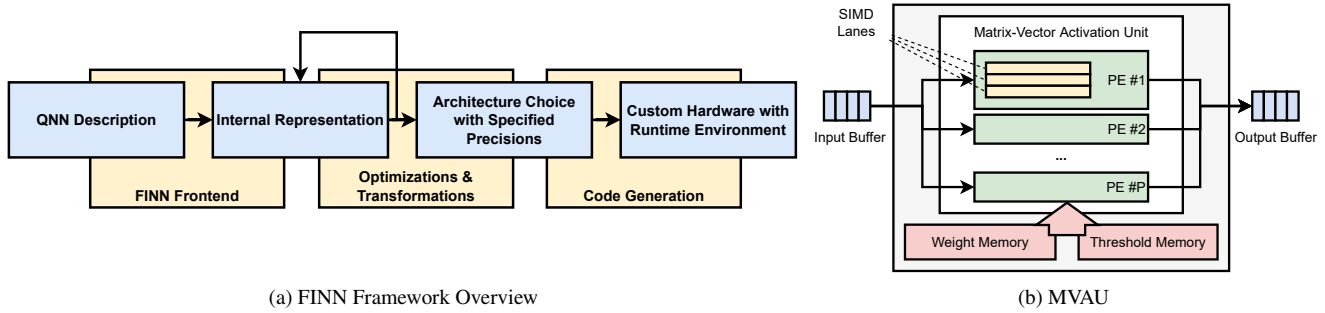 QNN Description
Internal Representation
Architecture Choice
with Specified
Precisions
Custom Hardware with
Runtime Environment
FINN Frontend
Optimizations &
Transformations
Code Generation
(a) FINN Framework Overview
SIMD
Lanes
Matrix-Vector Activation Unit
PE #1
PE #2
...
PE #P
Input Buffer
Output Buffer
Weight Memory
Threshold Memory
(b) MVAU